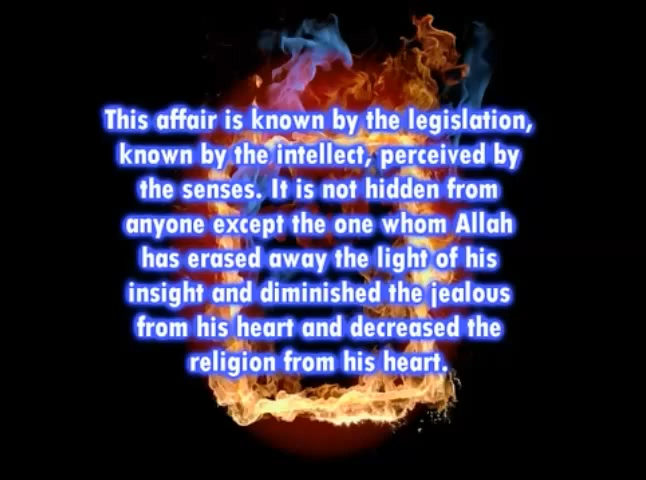 This affair is known by the legislation,
known by the intellect, perceived by
the senses. It is not hidden from
anyone except the one whom Allah
has erased away the light of his
insight and diminished the jealous
from his heart and decreased the
religion from his heart.